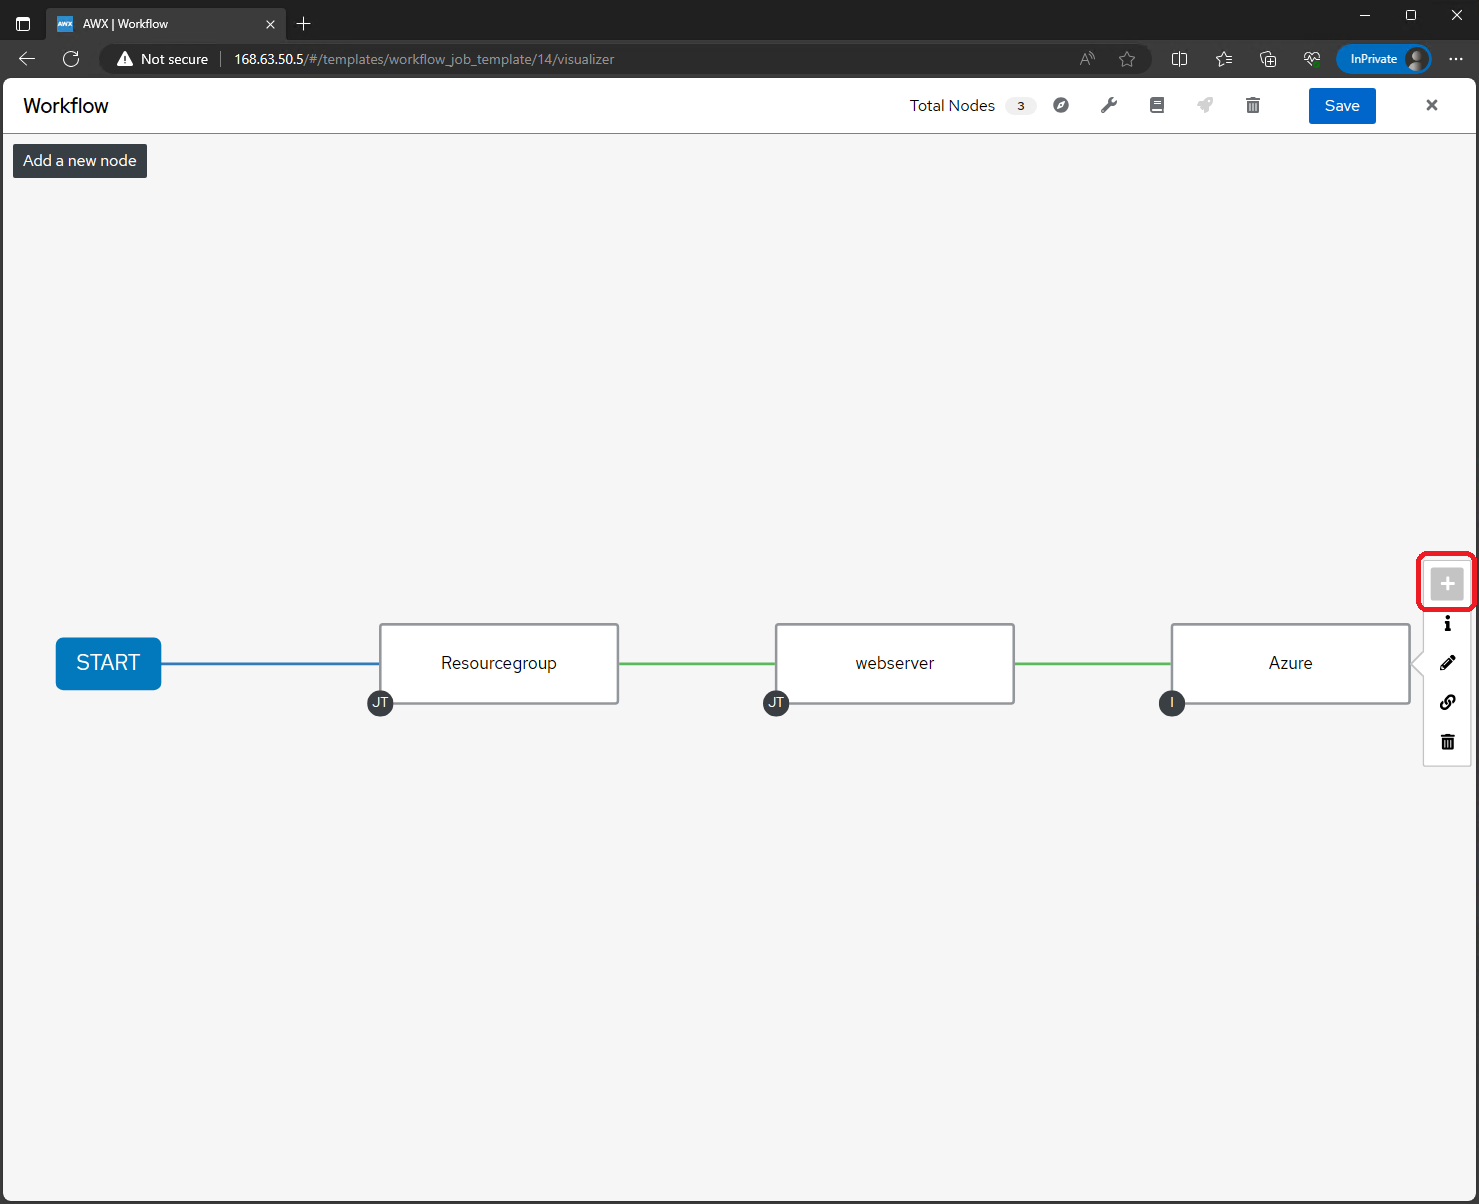 AWX AWX | Workflow
Not secure 168.63.50.5/#/templates/workflow_job_template/14/visualizer InPrivate
Workflow Total Nodes 3 Save
Add a new node
START Resourcegroup webserver Azure
JT JT I